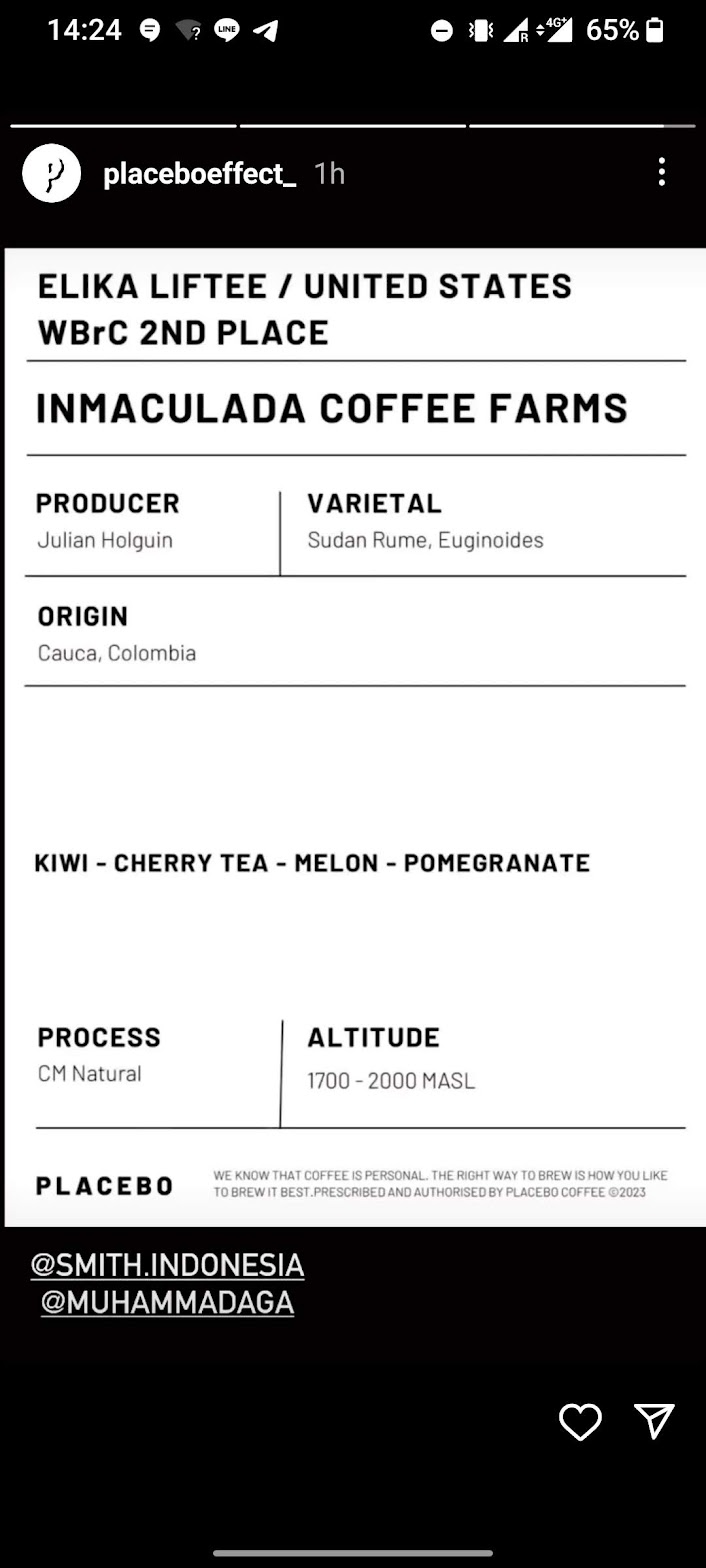 14:24 ? LINE R 4G+ 65%
placeboeffect_ 1h
ELIKA LIFTEE / UNITED STATES
WBrC 2ND PLACE
INMACULADA COFFEE FARMS
PRODUCER
Julian Holguin
VARIETAL
Sudan Rume, Euginoides
ORIGIN
Cauca, Colombia
KIWI - CHERRY TEA - MELON - POMEGRANATE
PROCESS
CM Natural
ALTITUDE
1700 - 2000 MASL
PLACEBO
WE KNOW THAT COFFEE IS PERSONAL. THE RIGHT WAY TO BREW IS HOW YOU LIKE
TO BREW IT BEST.PRESCRIBED AND AUTHORISED BY PLACEBO COFFEE ©2023
@SMITH.INDONESIA
@MUHAMMADAGA